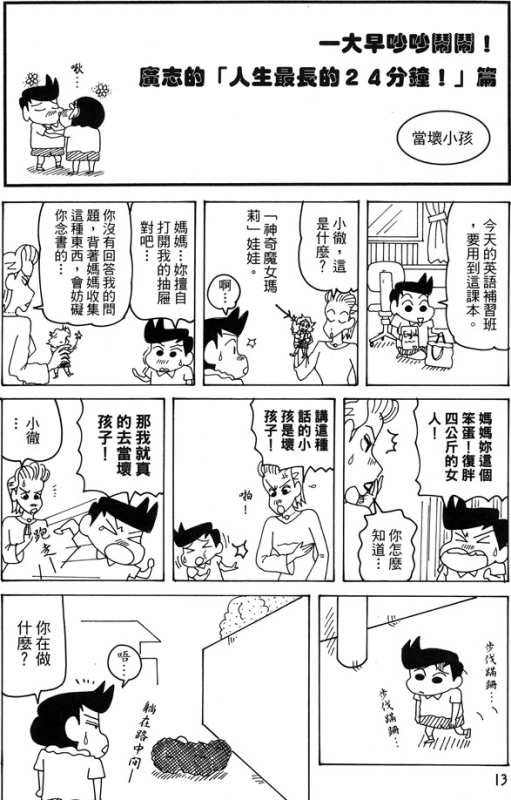 一大早吵吵鬧鬧！
廣志的「人生最長的２４分鐘！」篇
啾…
當壞小孩
今天的英語補習班
，要用到這課本。
小徹，這
是什麼？
「神奇魔女瑪
莉」娃娃。
啊…
媽媽…妳擅自
打開我的抽屜
對吧…
你沒有回答我的問
題，背著媽媽收集
這種東西，會妨礙
你念書的…
媽媽妳這個
笨蛋！復胖
四公斤的女
人！
你怎麼
知道…
講這種
話的小
孩是壞
孩子！
啪！
那我就真
的去當壞
孩子！
小徹
…
跑走
步伐蹣跚…
步伐蹣跚…
唔…
躺在路中間—
你在做
什麼？
13